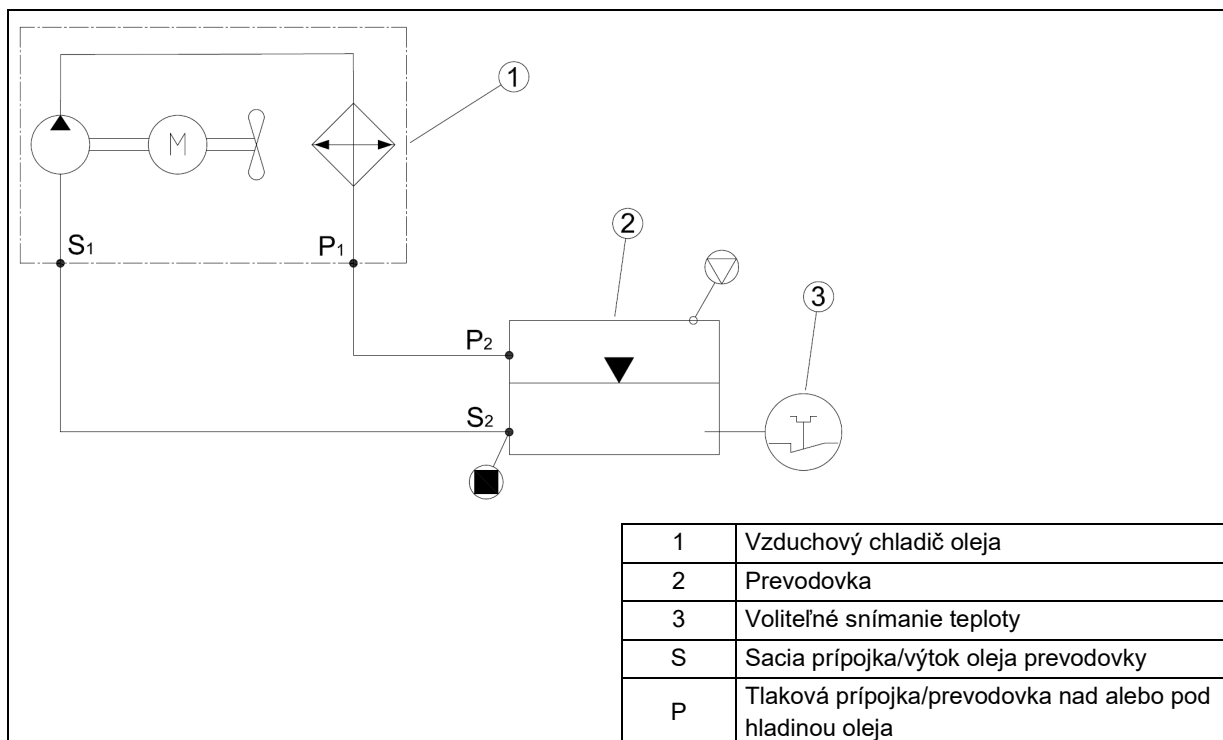 1
M
S1
P1
2
3
P2
S2
1 Vzduchový chladič oleja
2 Prevodovka
3 Voliteľné snímanie teploty
S Sacia prípojka/výtok oleja prevodovky
P Tlaková prípojka/prevodovka nad alebo pod
hladinou oleja